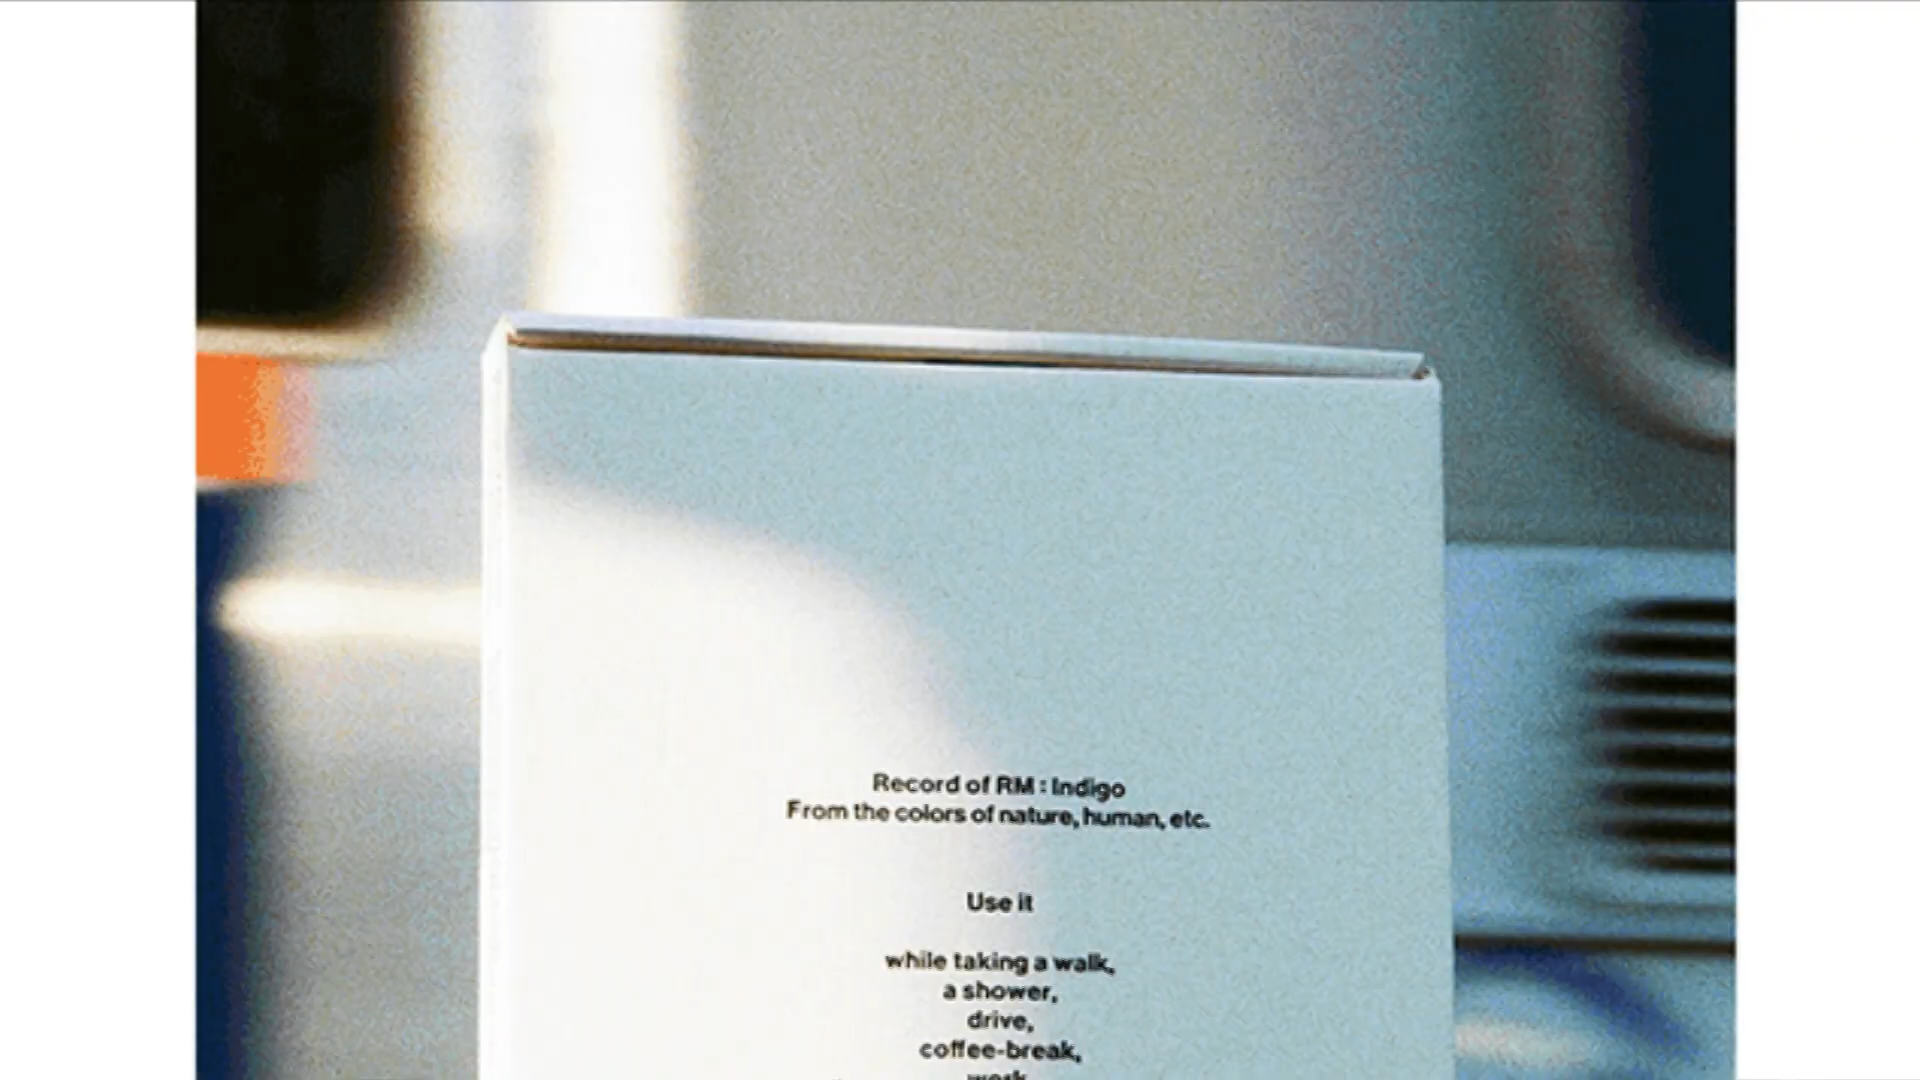 Record of RM : Indigo
From the colors of nature, human, etc.
Use it
while taking a walk,
a shower,
drive,
coffee-break,
work